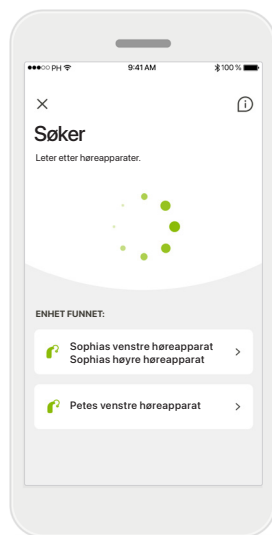 PH 9:41 AM 100 %
Søker
Leter etter høreapparater.
ENHET FUNNET:
Sophias venstre høreapparat
Sophias høyre høreapparat
Petes venstre høreapparat